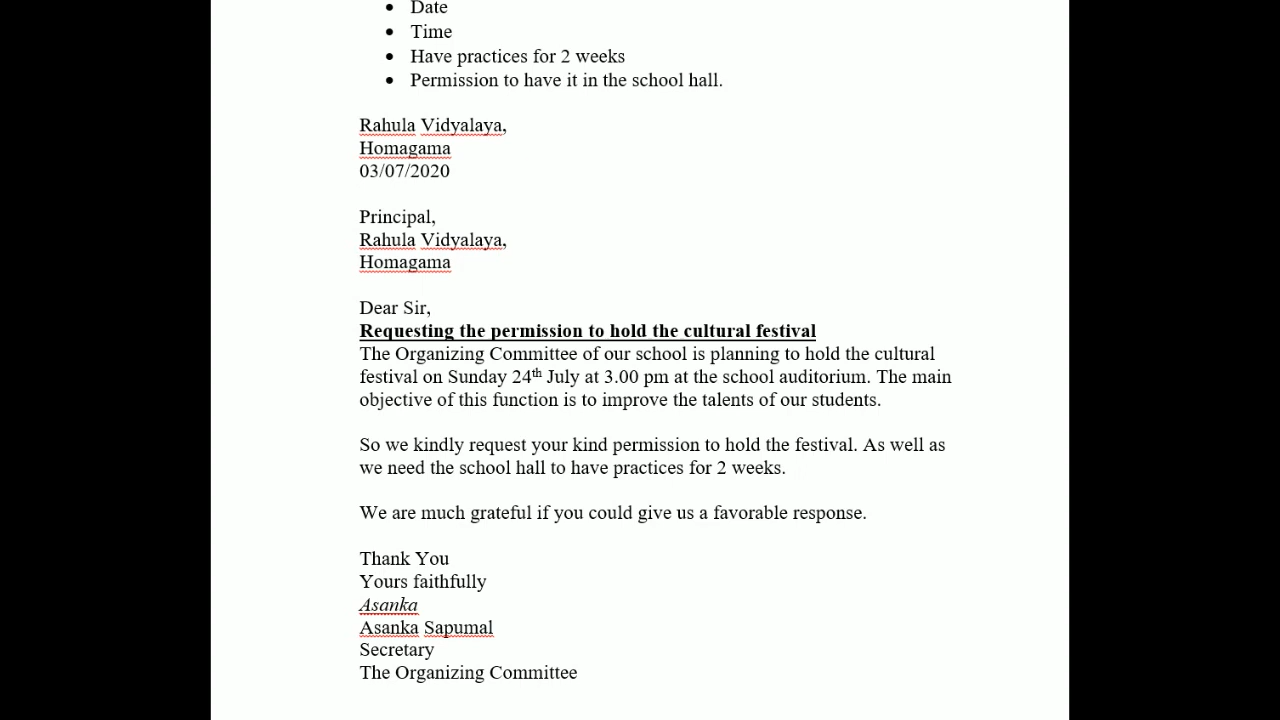 • Date
• Time
• Have practices for 2 weeks
• Permission to have it in the school hall.
Rahula Vidyalaya,
Homagama
03/07/2020
Principal,
Rahula Vidyalaya,
Homagama
Dear Sir,
Requesting the permission to hold the cultural festival
The Organizing Committee of our school is planning to hold the cultural
festival on Sunday 24th July at 3.00 pm at the school auditorium. The main
objective of this function is to improve the talents of our students.
So we kindly request your kind permission to hold the festival. As well as
we need the school hall to have practices for 2 weeks.
We are much grateful if you could give us a favorable response.
Thank You
Yours faithfully
Asanka
Asanka Sapumal
Secretary
The Organizing Committee